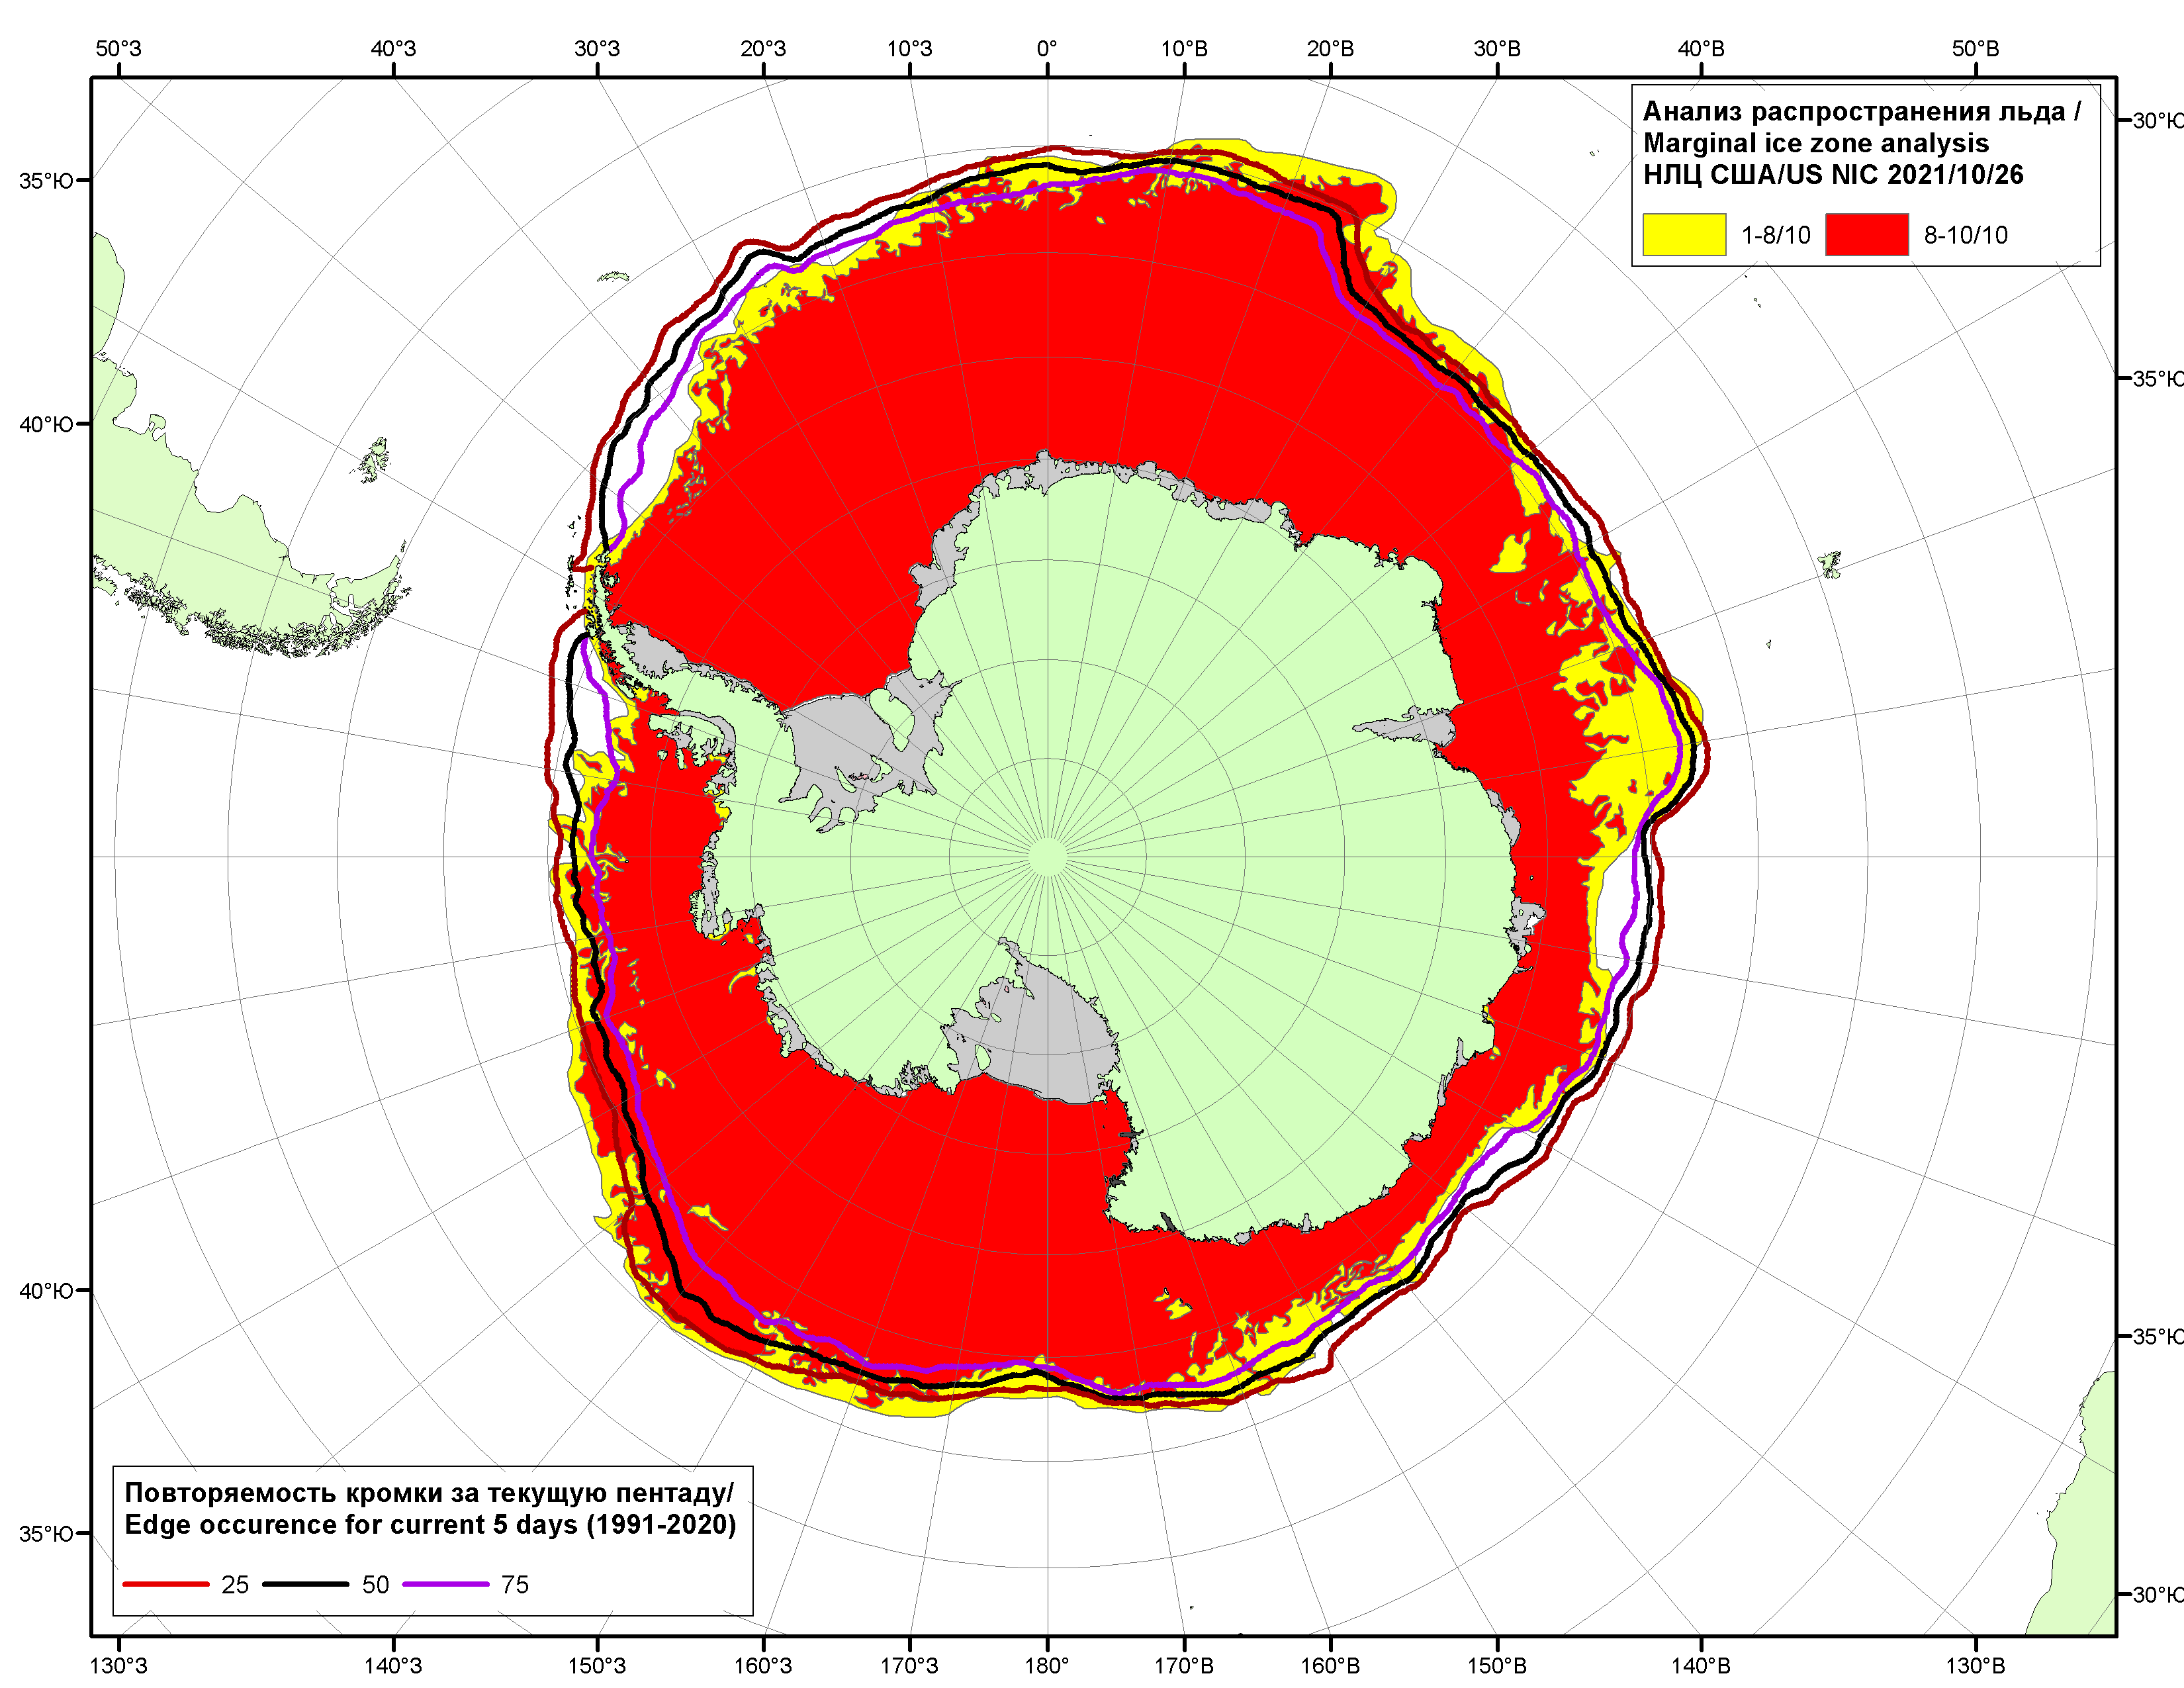 50°З 40°З 30°З 20°З 10°З 0° 10°В 20°В 30°В 40°В 50°В
Анализ распространения льда /
Marginal ice zone analysis
НЛЦ США/US NIC 2021/10/26
1-8/10 8-10/10
30°Ю
35°Ю
35°Ю
40°Ю
40°Ю
35°Ю
35°Ю
30°Ю
Повторяемость кромки за текущую пентаду/
Edge occurence for current 5 days (1991-2020)
25 50 75
130°З 140°З 150°З 160°З 170°З 180° 170°В 160°В 150°В 140°В 130°В